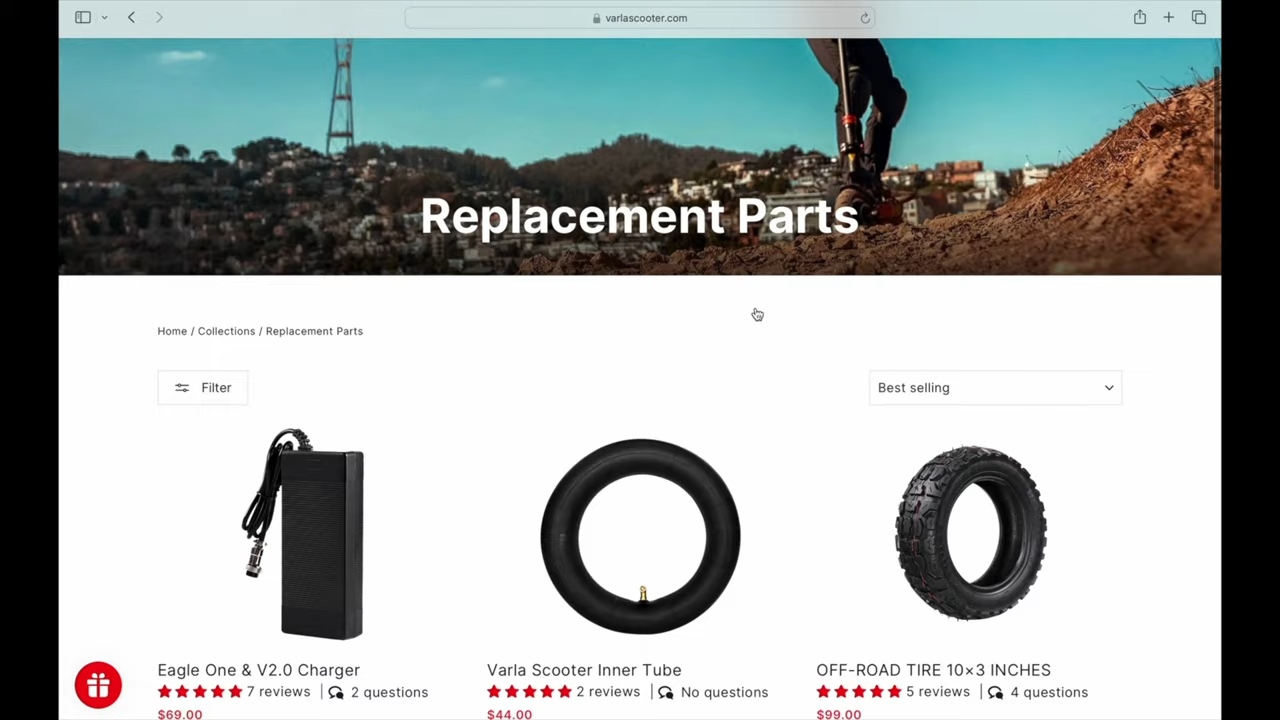 varlascooter.com
Replacement Parts
Home / Collections / Replacement Parts
Filter
Best selling
Eagle One & V2.0 Charger
7 reviews | 2 questions
$69.00
Varla Scooter Inner Tube
2 reviews | No questions
$44.00
OFF-ROAD TIRE 10×3 INCHES
5 reviews | 4 questions
$99.00